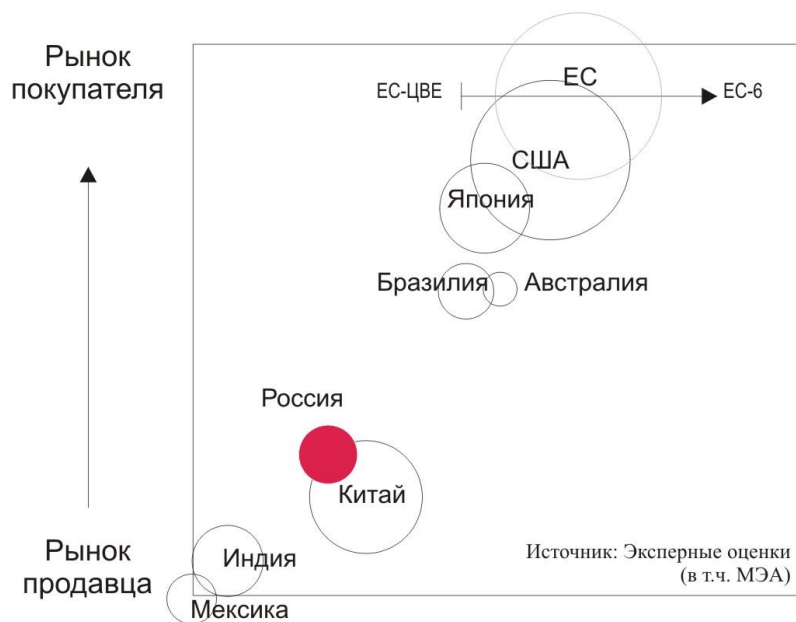 Рынок
покупателя
ЕС
ЕС-ЦВЕ
ЕС-6
США
Япония
Бразилия
Австралия
Россия
Китай
Рынок
продавца
Индия
Мексика
Источник: Эксперные оценки
(в т.ч. МЭА)